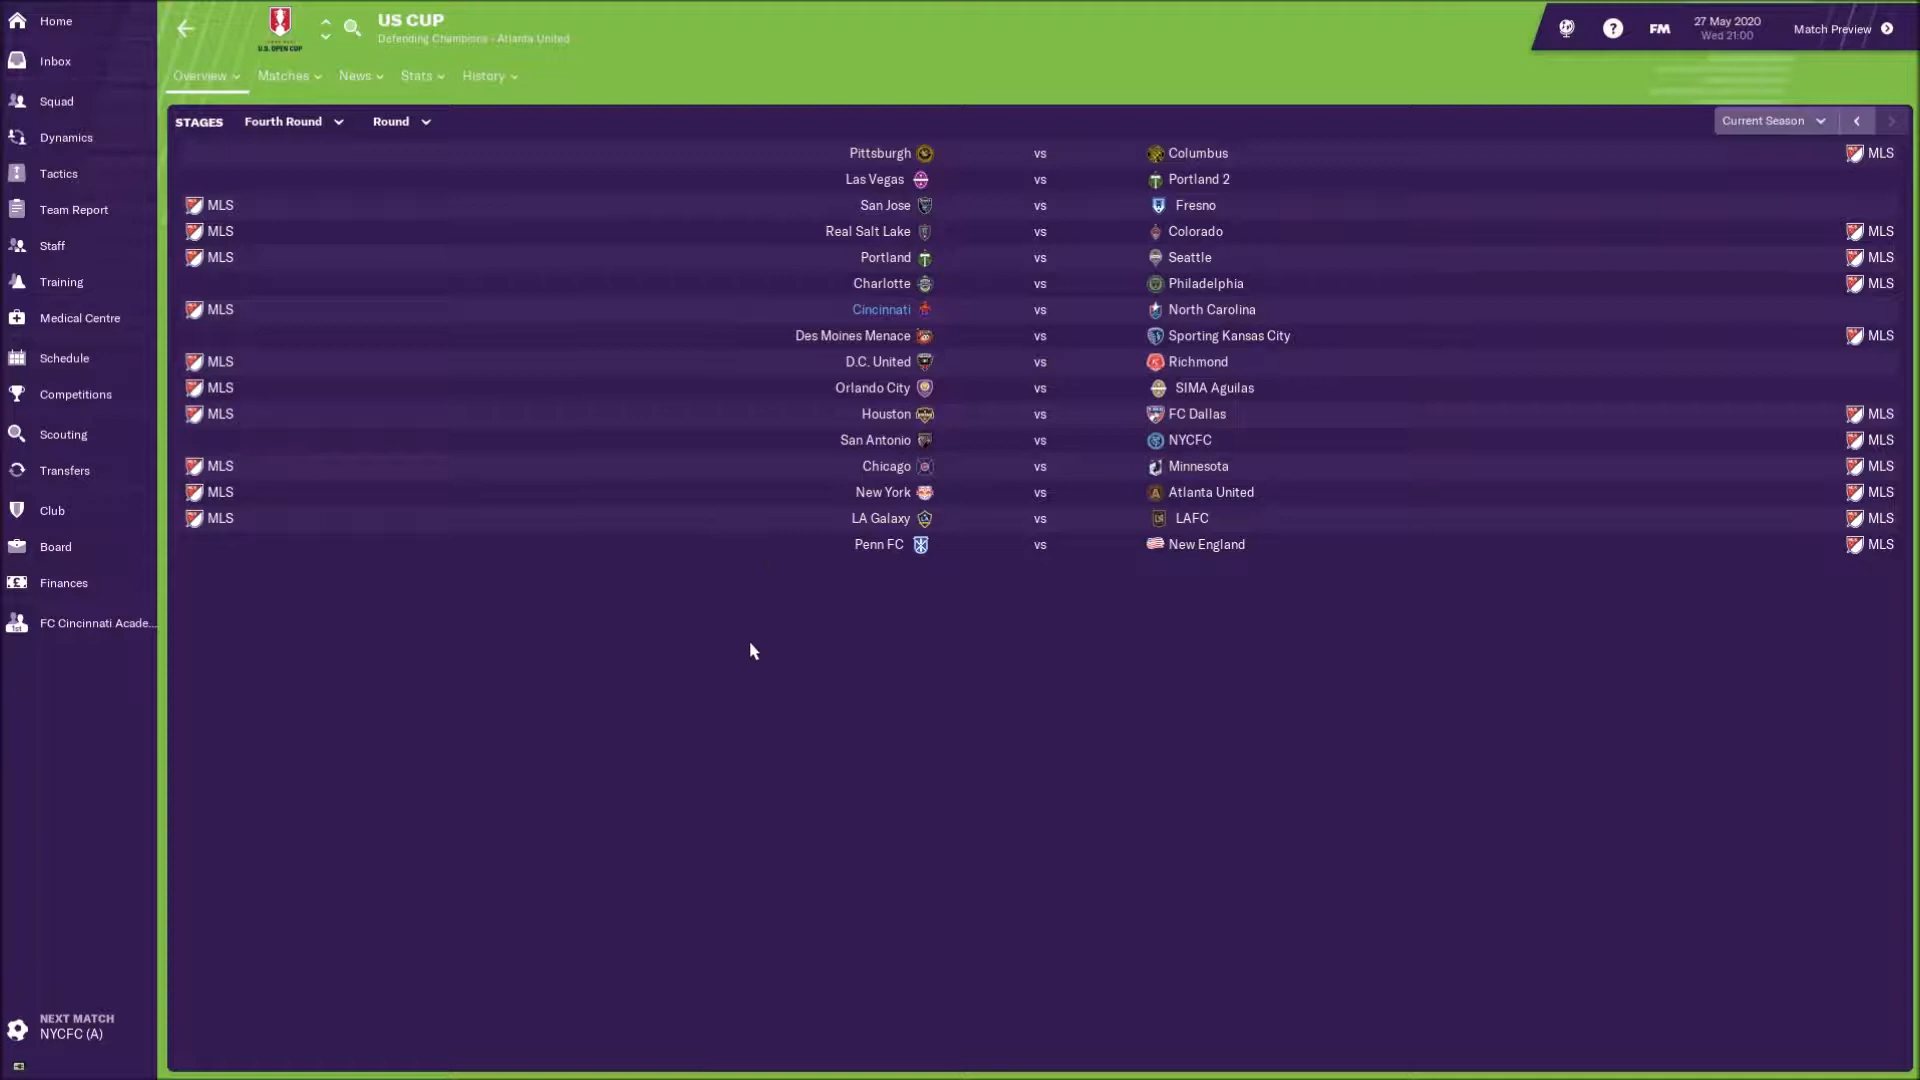 Home
Inbox
Squad
Dynamics
Tactics
Team Report
Staff
Training
Medical Centre
Schedule
Competitions
Scouting
Transfers
Club
Board
Finances
FC Cincinnati Acade...
NEXT MATCH
NYCFC (A)
U.S. OPEN CUP
US CUP
Defending Champions - Atlanta United
FM
27 May 2020
Wed 21:00
Match Preview
Overview Matches News Stats History
STAGES Fourth Round Round Current Season
Pittsburgh vs Columbus MLS
Las Vegas vs Portland 2
MLS San Jose vs Fresno
MLS Real Salt Lake vs Colorado MLS
MLS Portland vs Seattle MLS
Charlotte vs Philadelphia MLS
MLS Cincinnati vs North Carolina
Des Moines Menace vs Sporting Kansas City MLS
MLS D.C. United vs Richmond
MLS Orlando City vs SIMA Aguilas
MLS Houston vs FC Dallas MLS
San Antonio vs NYCFC MLS
MLS Chicago vs Minnesota MLS
MLS New York vs Atlanta United MLS
MLS LA Galaxy vs LAFC MLS
Penn FC vs New England MLS